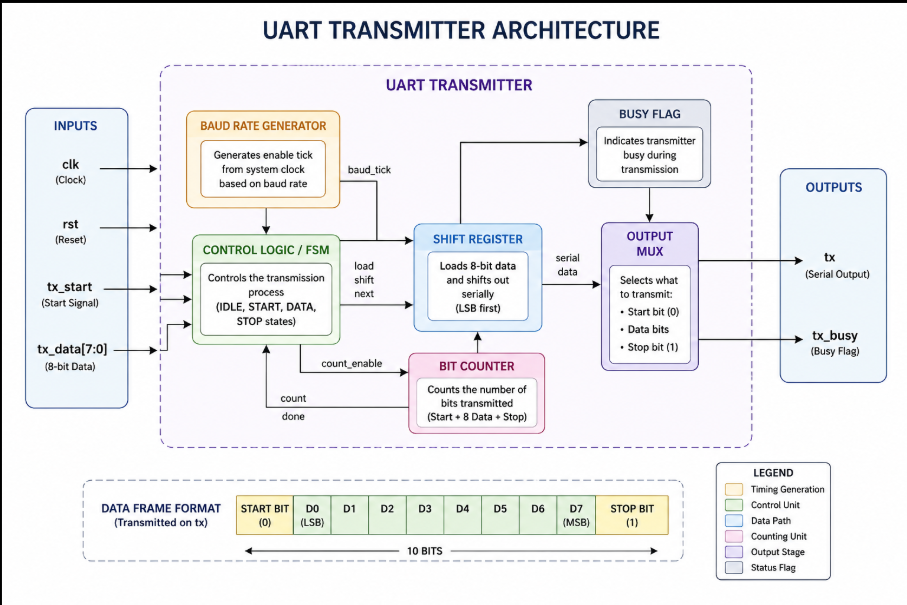 UART TRANSMITTER ARCHITECTURE
UART TRANSMITTER
INPUTS
clk
(Clock)
rst
(Reset)
tx_start
(Start Signal)
tx_data[7:0]
(8-bit Data)
BAUD RATE GENERATOR
Generates enable tick
from system clock
based on baud rate
baud_tick
CONTROL LOGIC / FSM
Controls the transmission
process
(IDLE, START, DATA,
STOP states)
load
shift
next
count_enable
count
done
SHIFT REGISTER
Loads 8-bit data
and shifts out
serially
(LSB first)
BIT COUNTER
Counts the number of
bits transmitted
(Start + 8 Data + Stop)
serial
data
BUSY FLAG
Indicates transmitter
busy during
transmission
OUTPUT
MUX
Selects what
to transmit:
• Start bit (0)
• Data bits
• Stop bit (1)
OUTPUTS
tx
(Serial Output)
tx_busy
(Busy Flag)
DATA FRAME FORMAT
(Transmitted on tx)
START BIT
(0)
D0
(LSB)
D1
D2
D3
D4
D5
D6
D7
(MSB)
STOP BIT
(1)
10 BITS
LEGEND
Timing Generation
Control Unit
Data Path
Counting Unit
Output Stage
Status Flag